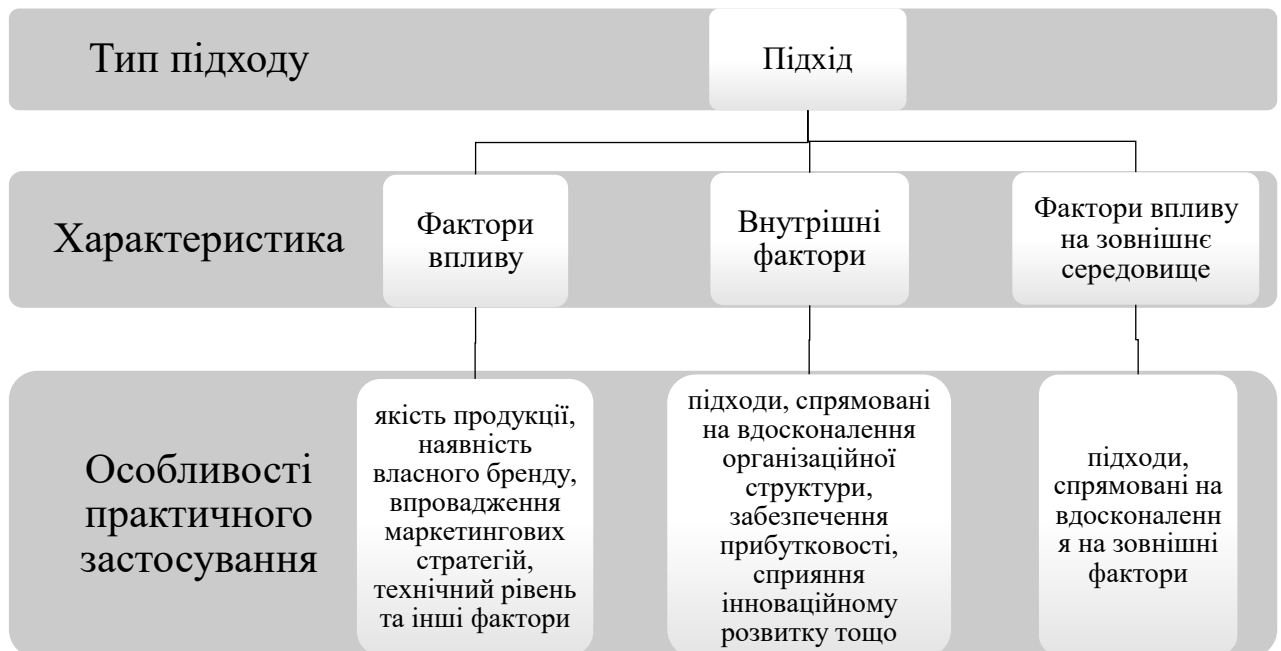 Тип підходу
Підхід
Характеристика
Фактори
впливу
Внутрішні
фактори
Фактори впливу
на зовнішнє
середовище
Особливості
практичного
застосування
якість продукції,
наявність
власного бренду,
впровадження
маркетингових
стратегій,
технічний рівень
та інші фактори
підходи, спрямовані
на вдосконалення
організаційної
структури,
забезпечення
прибутковості,
сприяння
інноваційному
розвитку тощо
підходи,
спрямовані на
вдосконаленн
я на зовнішні
фактори